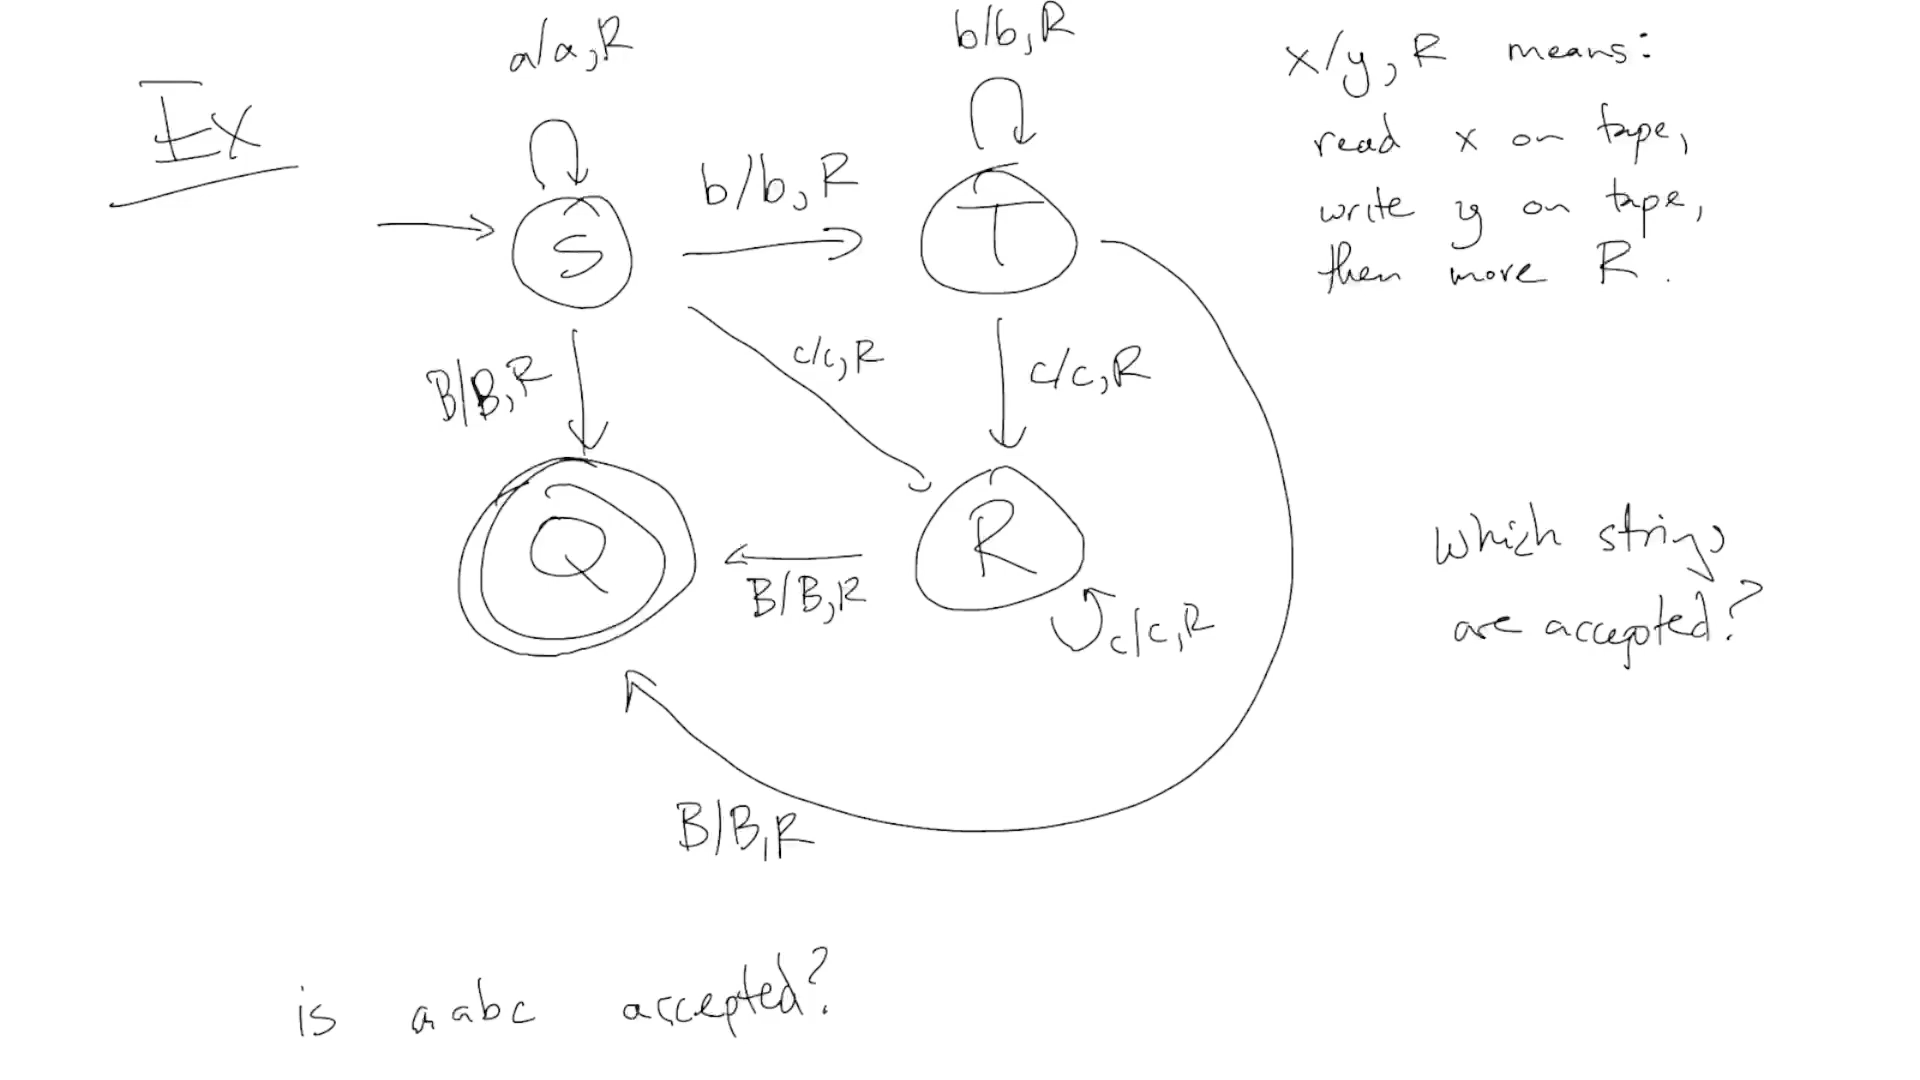 Ex
a/a,R
b/b,R
S
b/b,R
T
B/B,R
c/c,R
c/c,R
Q
B/B,R
R
c/c,R
B/B,R
x/y, R means:
read x on tape,
write y on tape,
then move R.
Which strings
are accepted?
is aabc accepted?